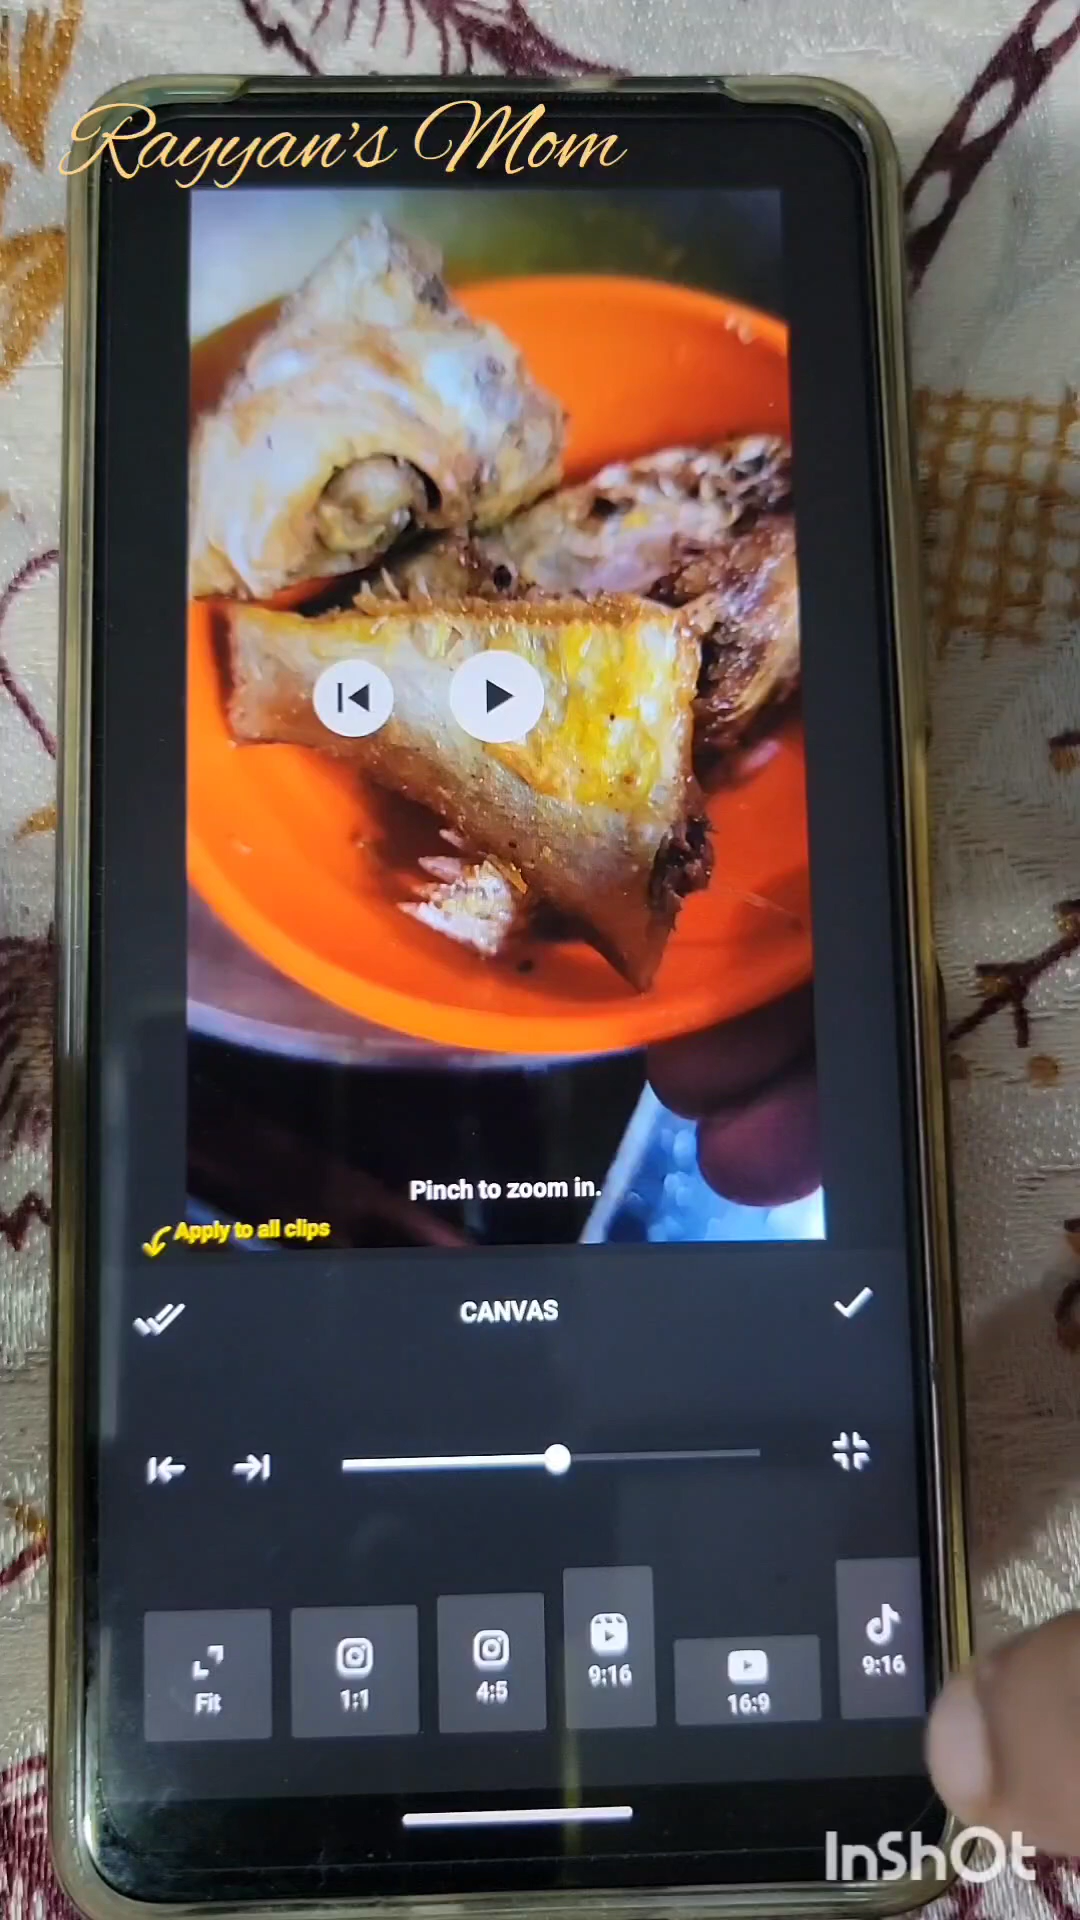 Rayyan's Mom
Pinch to zoom in.
Apply to all clips
CANVAS
Fit
1:1
4:5
9:16
16:9
9:16
InShOt